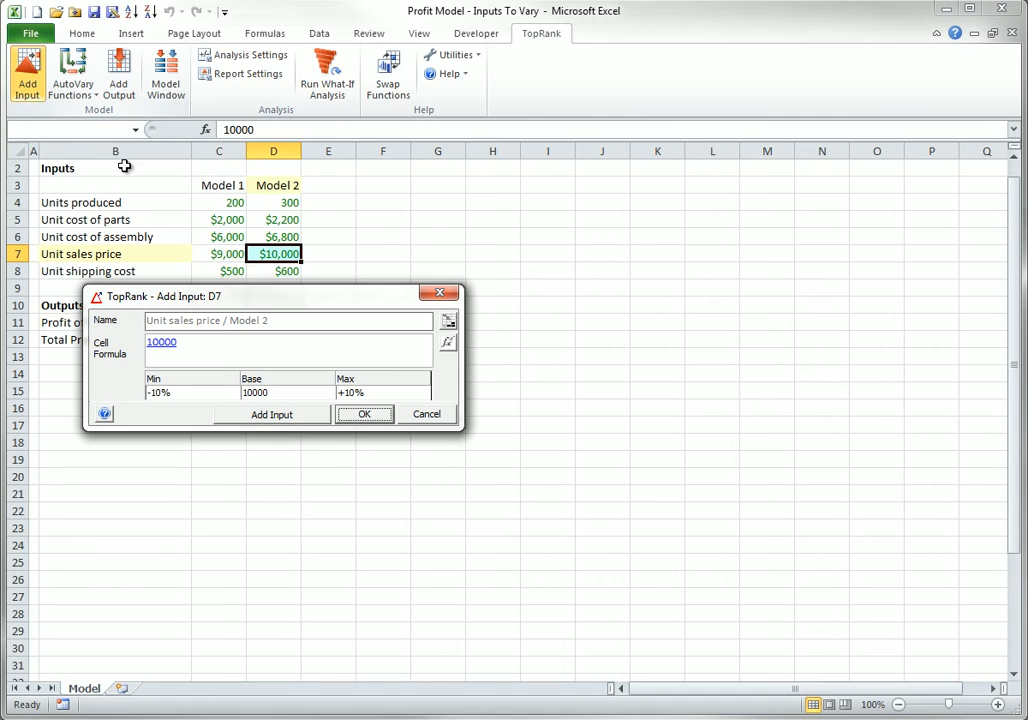 Profit Model - Inputs To Vary - Microsoft Excel
File Home Insert Page Layout Formulas Data Review View Developer TopRank
Add Input
AutoVary Functions
Add Output
Model Window
Analysis Settings
Report Settings
Run What-If Analysis
Swap Functions
Utilities
Help
Model Analysis Help
fx 10000
A B C D E F G H I J K L M N O P Q
2 Inputs
3 Model 1 Model 2
4 Units produced 200 300
5 Unit cost of parts $2,000 $2,200
6 Unit cost of assembly $6,000 $6,800
7 Unit sales price $9,000 $10,000
8 Unit shipping cost $500 $600
9
10 Outputs
11 Profit of
12 Total Pr
13
14
15
16
17
18
19
20
21
22
23
24
25
26
27
28
29
30
31
TopRank - Add Input: D7
Name Unit sales price / Model 2
Cell Formula 10000
Min Base Max
-10% 10000 +10%
Add Input OK Cancel
Model
Ready 100%